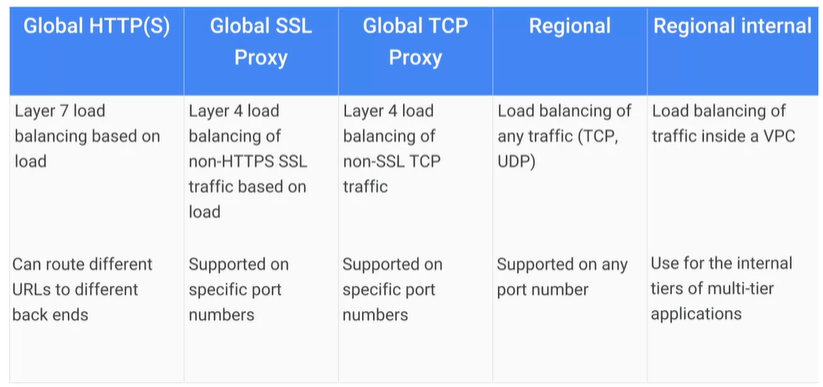 Global HTTP(S)
Global SSL
Proxy
Global TCP
Proxy
Regional
Regional internal
Layer 7 load
balancing based on
load
Layer 4 load
balancing of
non-HTTPS SSL
traffic based on
load
Layer 4 load
balancing of
non-SSL TCP
traffic
Load balancing of
any traffic (TCP,
UDP)
Load balancing of
traffic inside a VPC
Can route different
URLs to different
back ends
Supported on
specific port
numbers
Supported on
specific port
numbers
Supported on any
port number
Use for the internal
tiers of multi-tier
applications